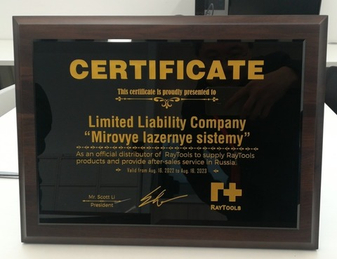 CERTIFICATE
This certificate is proudly presented to
Limited Liability Company
"Mirovye lazernye sistemy"
As an official distributor of RayTools to supply RayTools
products and provide after-sales service in Russia.
Valid from Aug. 18, 2022 to Aug. 18, 2023
Mr. Scott Li
President
RAYTOOLS